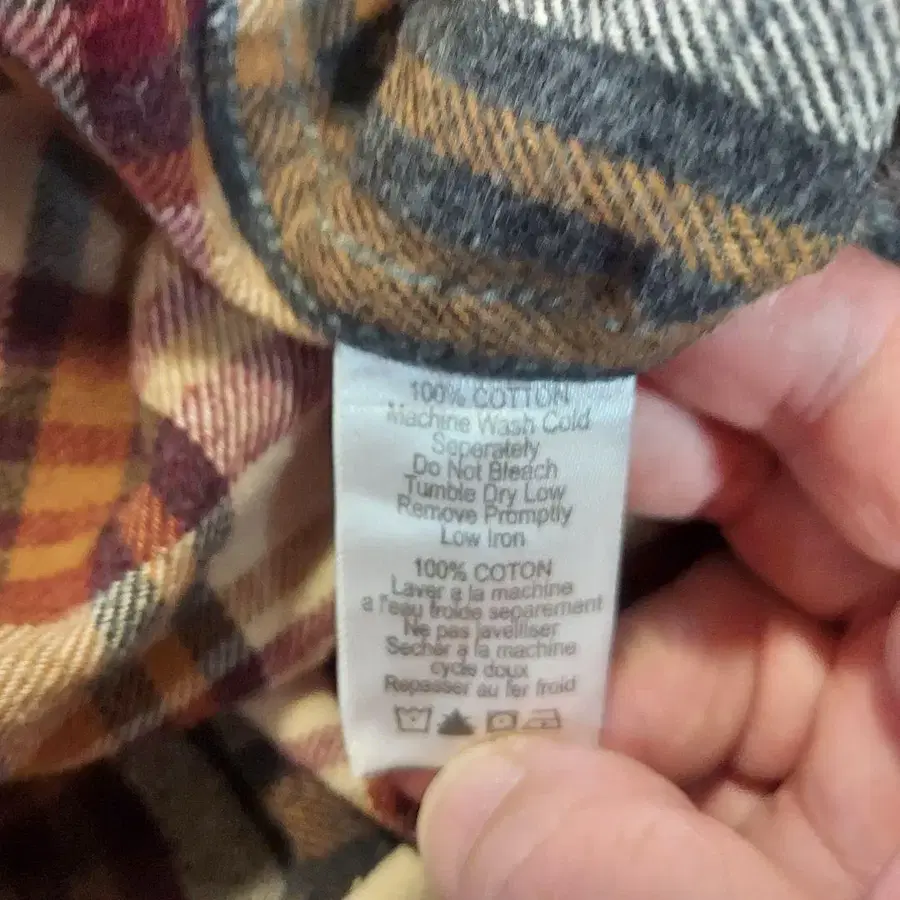 100% COTTON
Machine Wash Cold
Seperately
Do Not Bleach
Tumble Dry Low
Remove Promptly
Low Iron
100% COTON
Laver a la machine
a l'eau froide separement
Ne pas javelliser
Secher a la machine
cycle doux
Repasser au fer froid